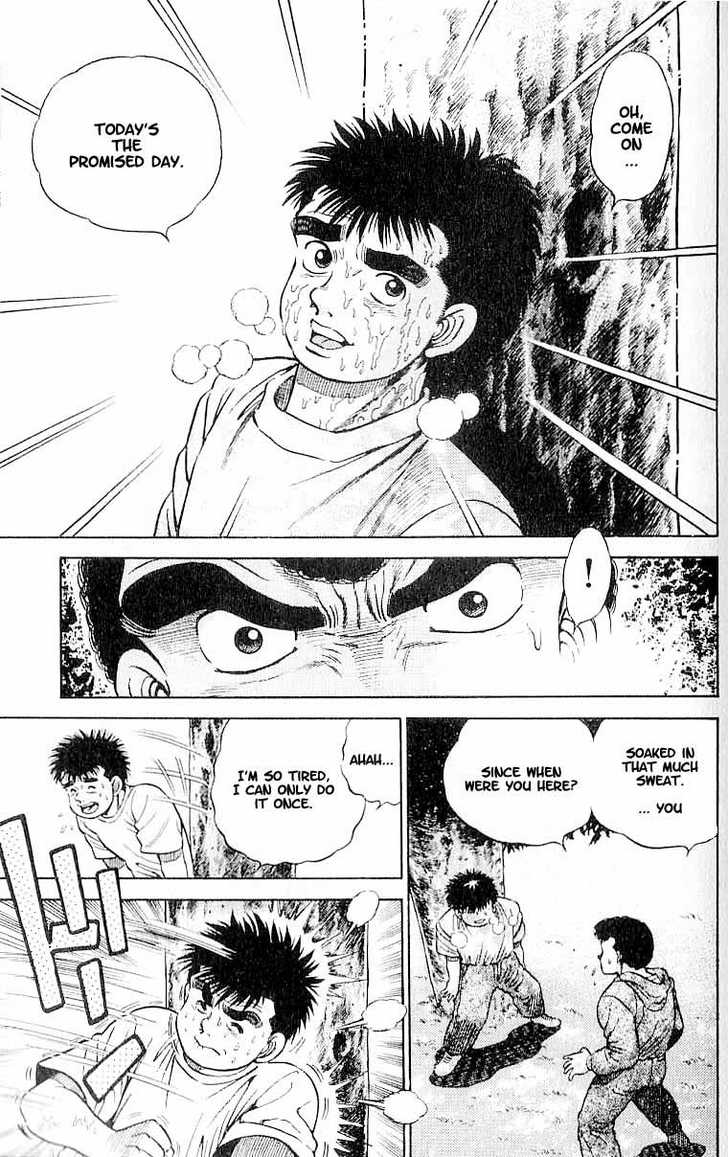 OH,
COME
ON
...
TODAY'S
THE
PROMISED DAY.
!
SOAKED IN
THAT MUCH
SWEAT.
... YOU
SINCE WHEN
WERE YOU HERE?
AHAH...
I'M SO TIRED,
I CAN ONLY DO
IT ONCE.